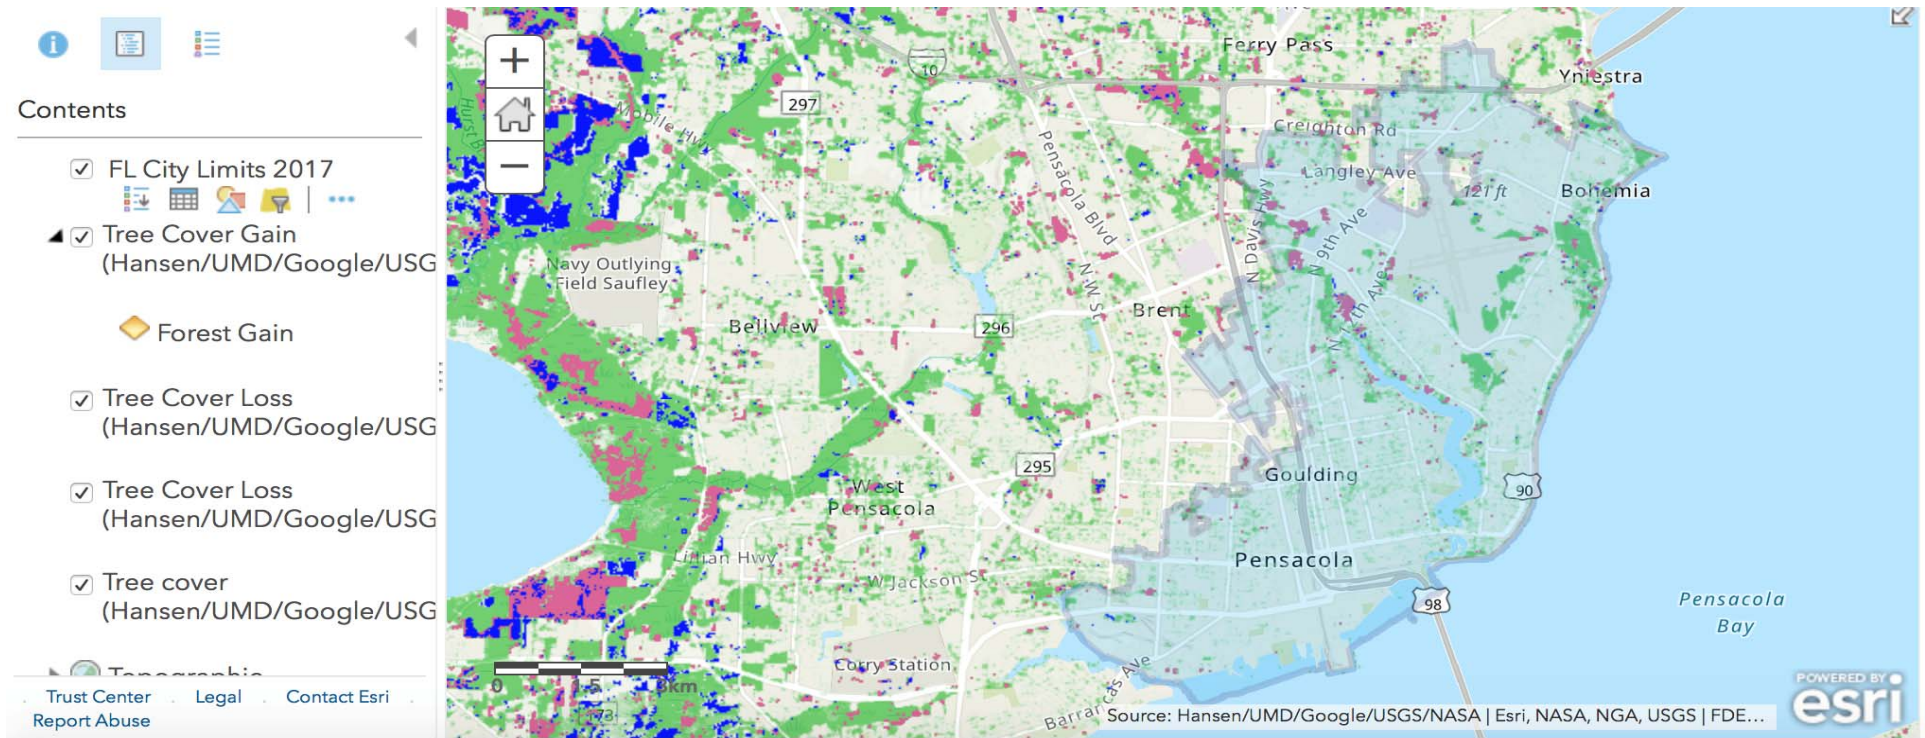 Contents
FL City Limits 2017
Tree Cover Gain
(Hansen/UMD/Google/USG
Forest Gain
Tree Cover Loss
(Hansen/UMD/Google/USG
Tree Cover Loss
(Hansen/UMD/Google/USG
Tree cover
(Hansen/UMD/Google/USG
Topographic
Trust Center . Legal . Contact Esri .
Report Abuse
+
−
Ferry Pass
10
Yniestra
297
Mobile Hwy
Creighton Rd
Pensacola Blvd
Langley Ave
121 ft
Bohemia
N Davis Hwy
N 9th Ave
Navy Outlying
Field Saufley
N W St
N 12th Ave
Brent
Bellview
296
295
Goulding
90
West
Pensacola
Lillian Hwy
W Jackson St
Pensacola
98
Pensacola
Bay
Corry Station
0 1.5 3km
173
Barrancas Ave
Source: Hansen/UMD/Google/USGS/NASA | Esri, NASA, NGA, USGS | FDE...
POWERED BY
esri